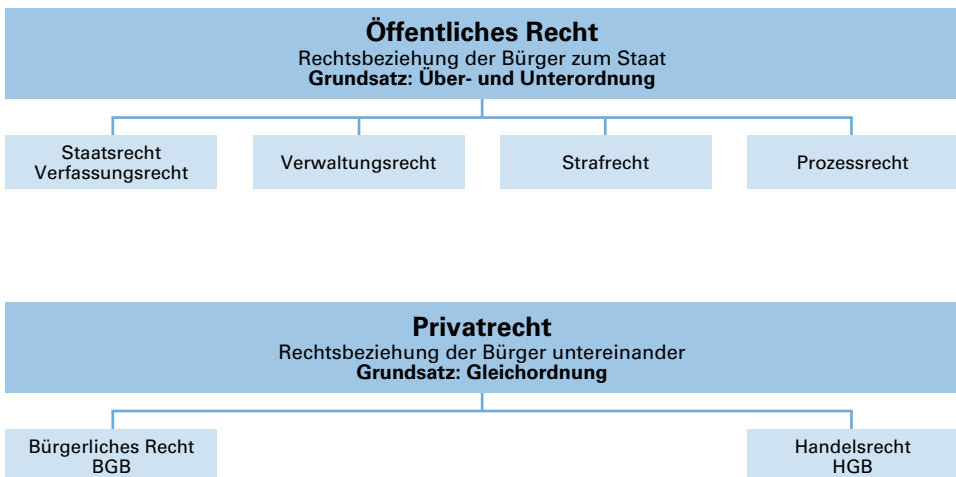 Öffentliches Recht
Rechtsbeziehung der Bürger zum Staat
Grundsatz: Über- und Unterordnung
Staatsrecht
Verfassungsrecht
Verwaltungsrecht
Strafrecht
Prozessrecht
Privatrecht
Rechtsbeziehung der Bürger untereinander
Grundsatz: Gleichordnung
Bürgerliches Recht
BGB
Handelsrecht
HGB